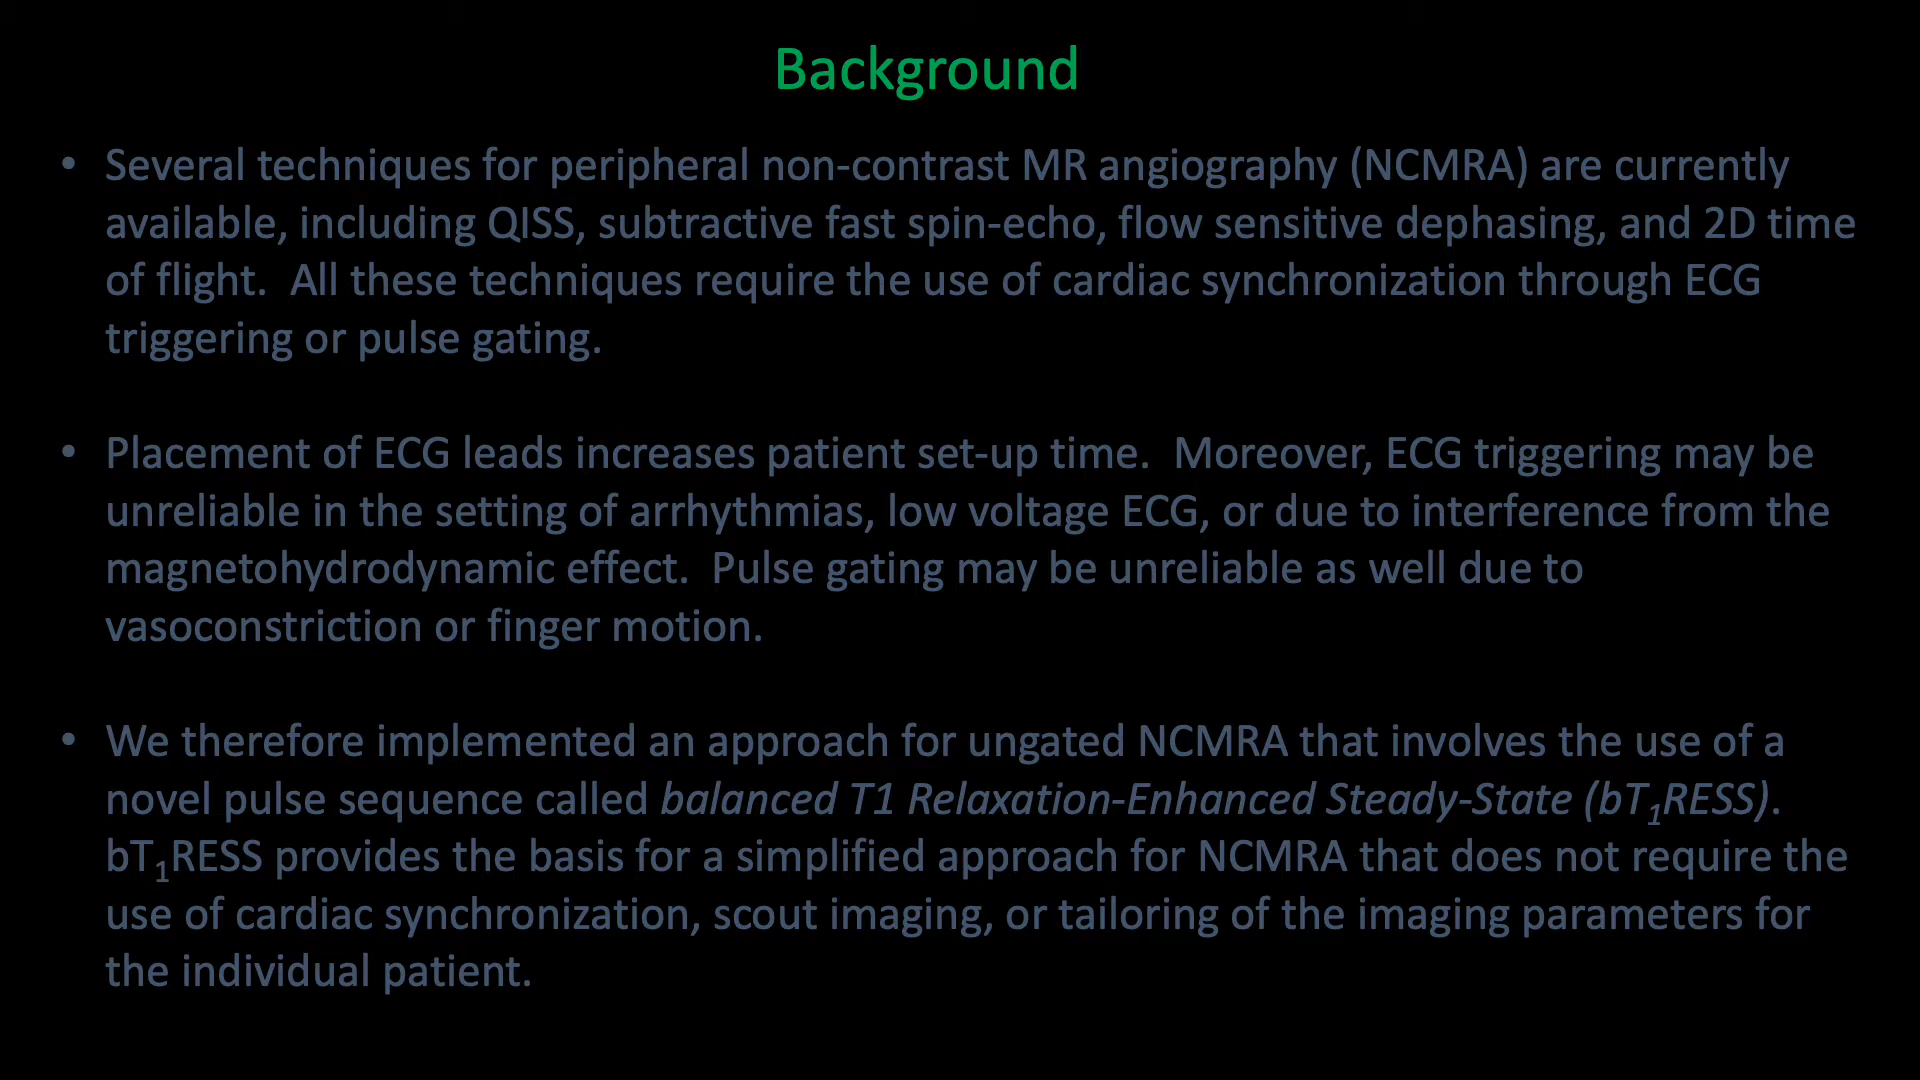 Background
• Several techniques for peripheral non-contrast MR angiography (NCMRA) are currently
available, including QISS, subtractive fast spin-echo, flow sensitive dephasing, and 2D time
of flight.  All these techniques require the use of cardiac synchronization through ECG
triggering or pulse gating.
• Placement of ECG leads increases patient set-up time.  Moreover, ECG triggering may be
unreliable in the setting of arrhythmias, low voltage ECG, or due to interference from the
magnetohydrodynamic effect.  Pulse gating may be unreliable as well due to
vasoconstriction or finger motion.
• We therefore implemented an approach for ungated NCMRA that involves the use of a
novel pulse sequence called balanced T1 Relaxation-Enhanced Steady-State (bT₁RESS).
bT₁RESS provides the basis for a simplified approach for NCMRA that does not require the
use of cardiac synchronization, scout imaging, or tailoring of the imaging parameters for
the individual patient.